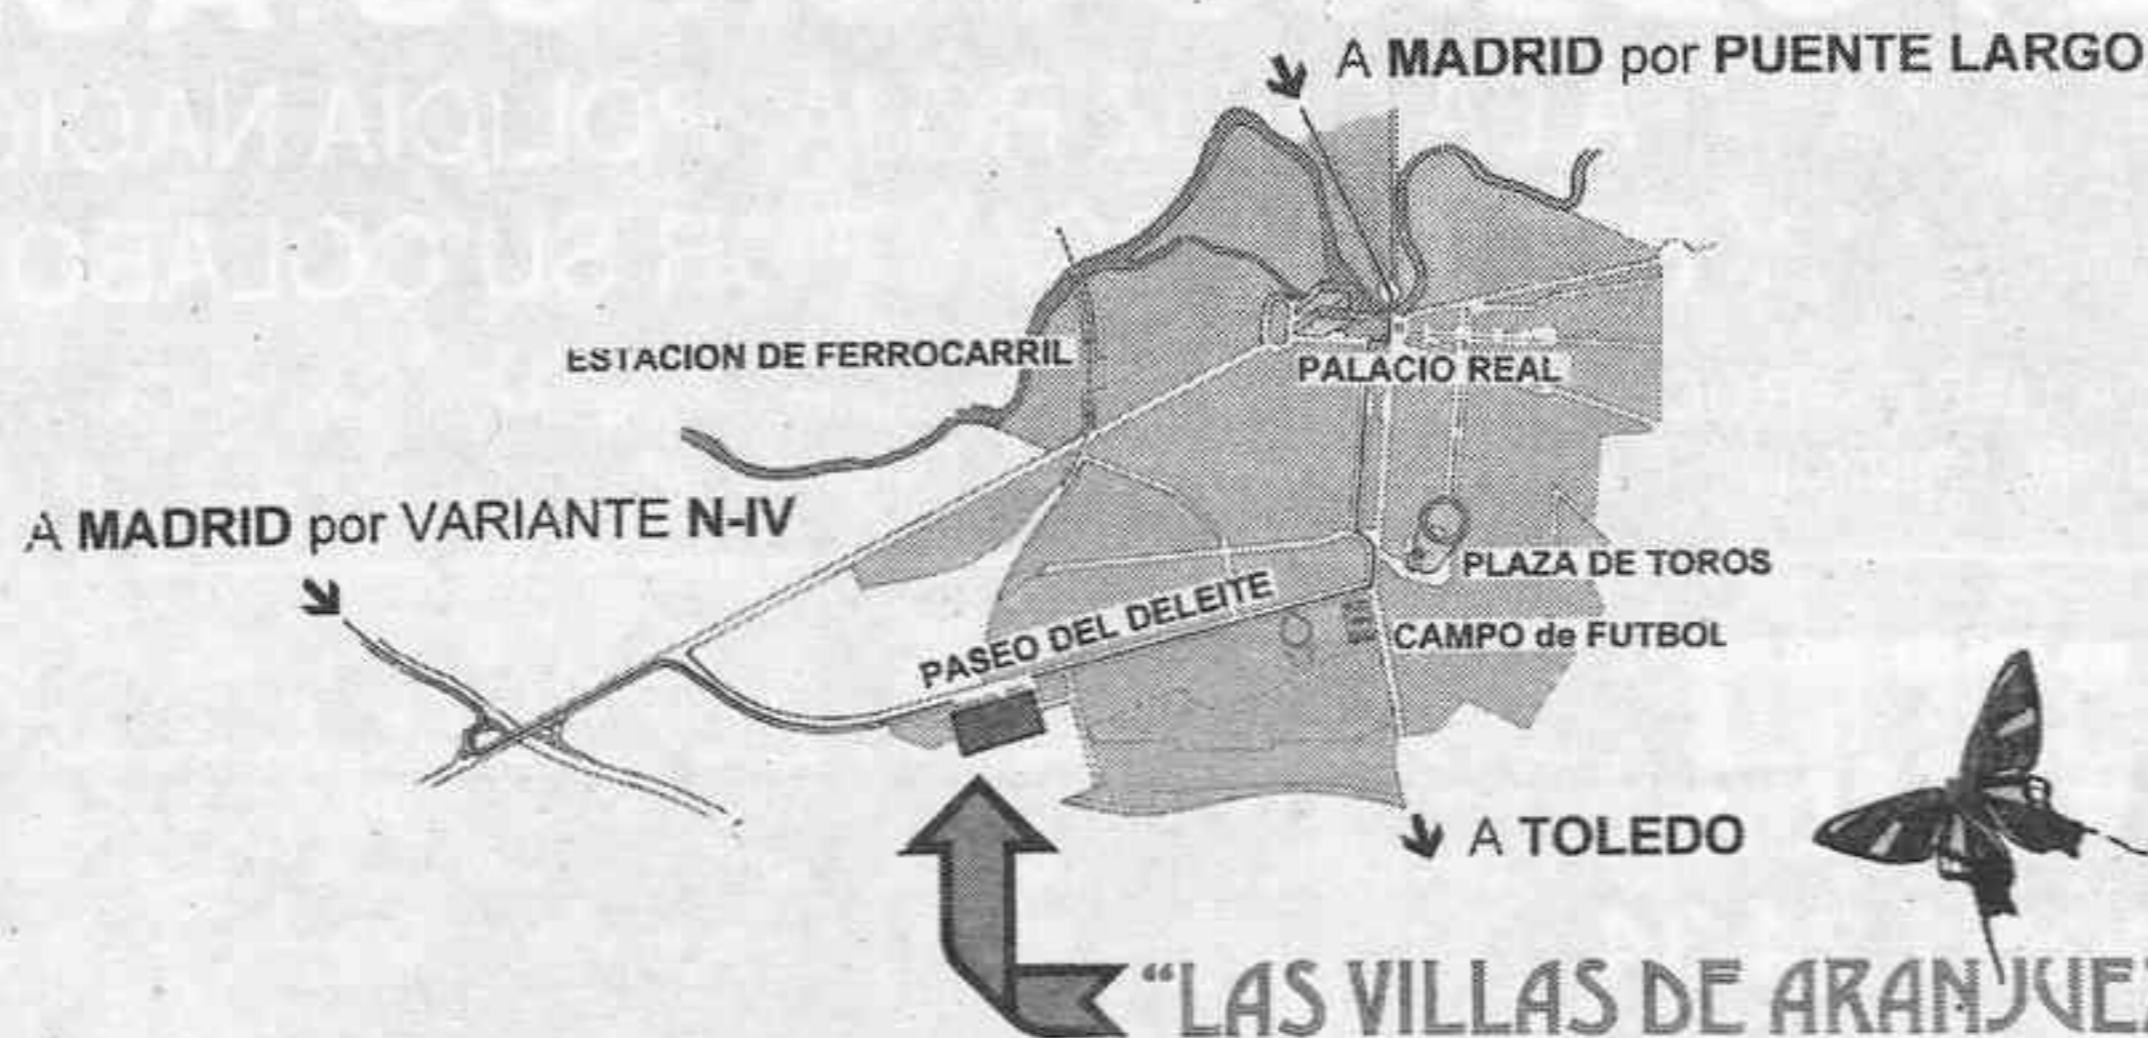 A MADRID por PUENTE LARGO
ESTACION DE FERROCARRIL
PALACIO REAL
A MADRID por VARIANTE N-IV
PLAZA DE TOROS
PASEO DEL DELEITE
CAMPO de FUTBOL
A TOLEDO
"LAS VILLAS DE ARANJUEZ